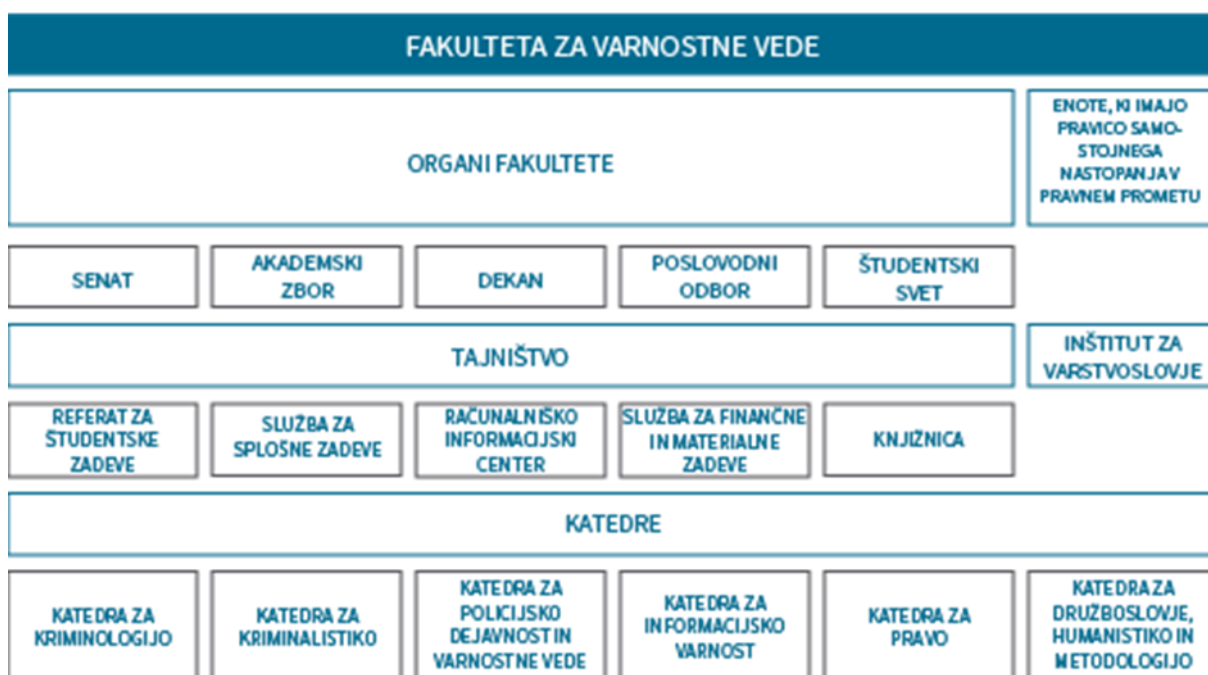 FAKULTETA ZA VARNOSTNE VEDE
ORGANI FAKULTETE
ENOTE, KI IMAJO
PRAVICO SAMO-
STOJNEGA
NASTOPANJA V
PRAVNEM PROMETU
SENAT
AKADEMSKI
ZBOR
DEKAN
POSLOVODNI
ODBOR
ŠTUDENTSKI
SVET
TAJNIŠTVO
INŠTITUT ZA
VARSTVOSLOVJE
REFERAT ZA
ŠTUDENTSKE
ZADEVE
SLUŽBA ZA
SPLOŠNE ZADEVE
RAČUNALNIŠKO
INFORMACIJSKI
CENTER
SLUŽBA ZA FINANČNE
IN MATERIALNE
ZADEVE
KNJIŽNICA
KATEDRE
KATEDRA ZA
KRIMINOLOGIJO
KATEDRA ZA
KRIMINALISTIKO
KATEDRA ZA
POLICIJSKO
DEJAVNOST IN
VARNOSTNE VEDE
KATEDRA ZA
INFORMACIJSKO
VARNOST
KATEDRA ZA
PRAVO
KATEDRA ZA
DRUŽBOSLOVJE,
HUMANISTIKO IN
METODOLOGIJO